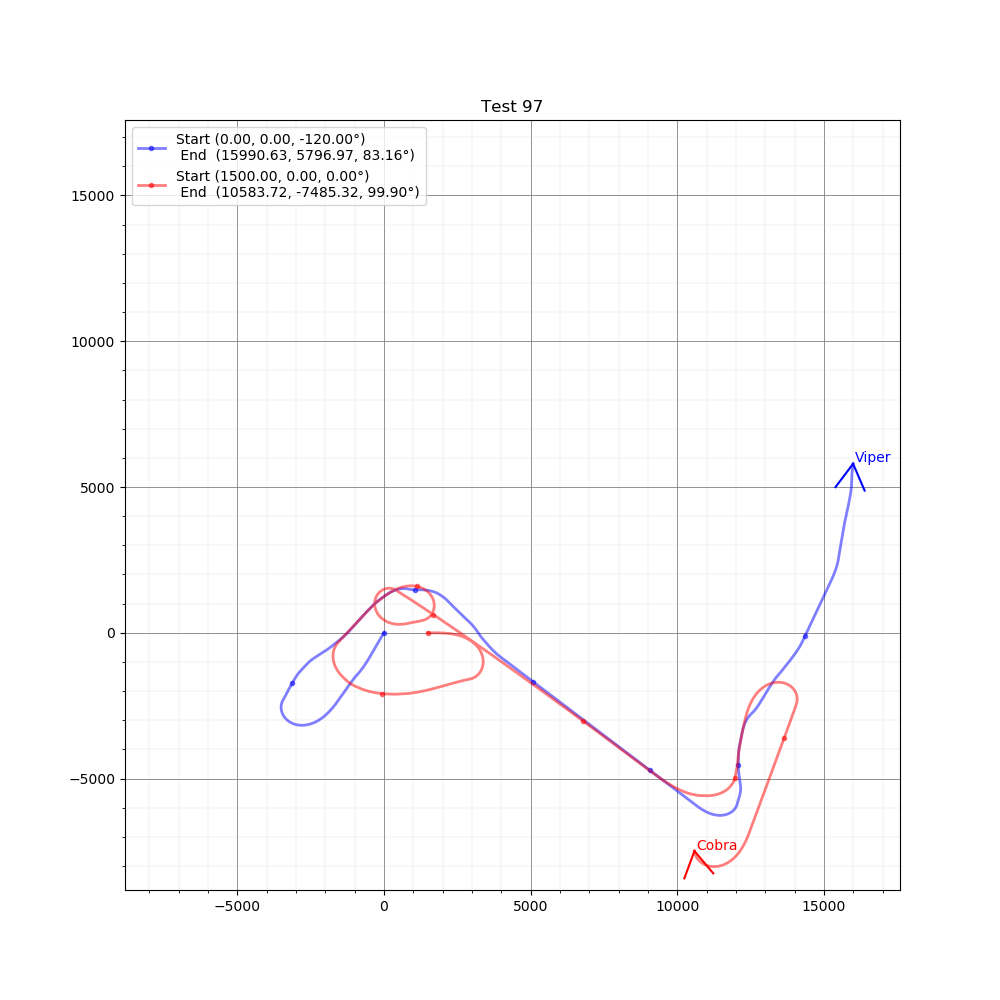 Test 97
Start (0.00, 0.00, -120.00°)
End  (15990.63, 5796.97, 83.16°)
Start (1500.00, 0.00, 0.00°)
End  (10583.72, -7485.32, 99.90°)
15000
10000
5000
0
−5000
Viper
Cobra
−5000
0
5000
10000
15000